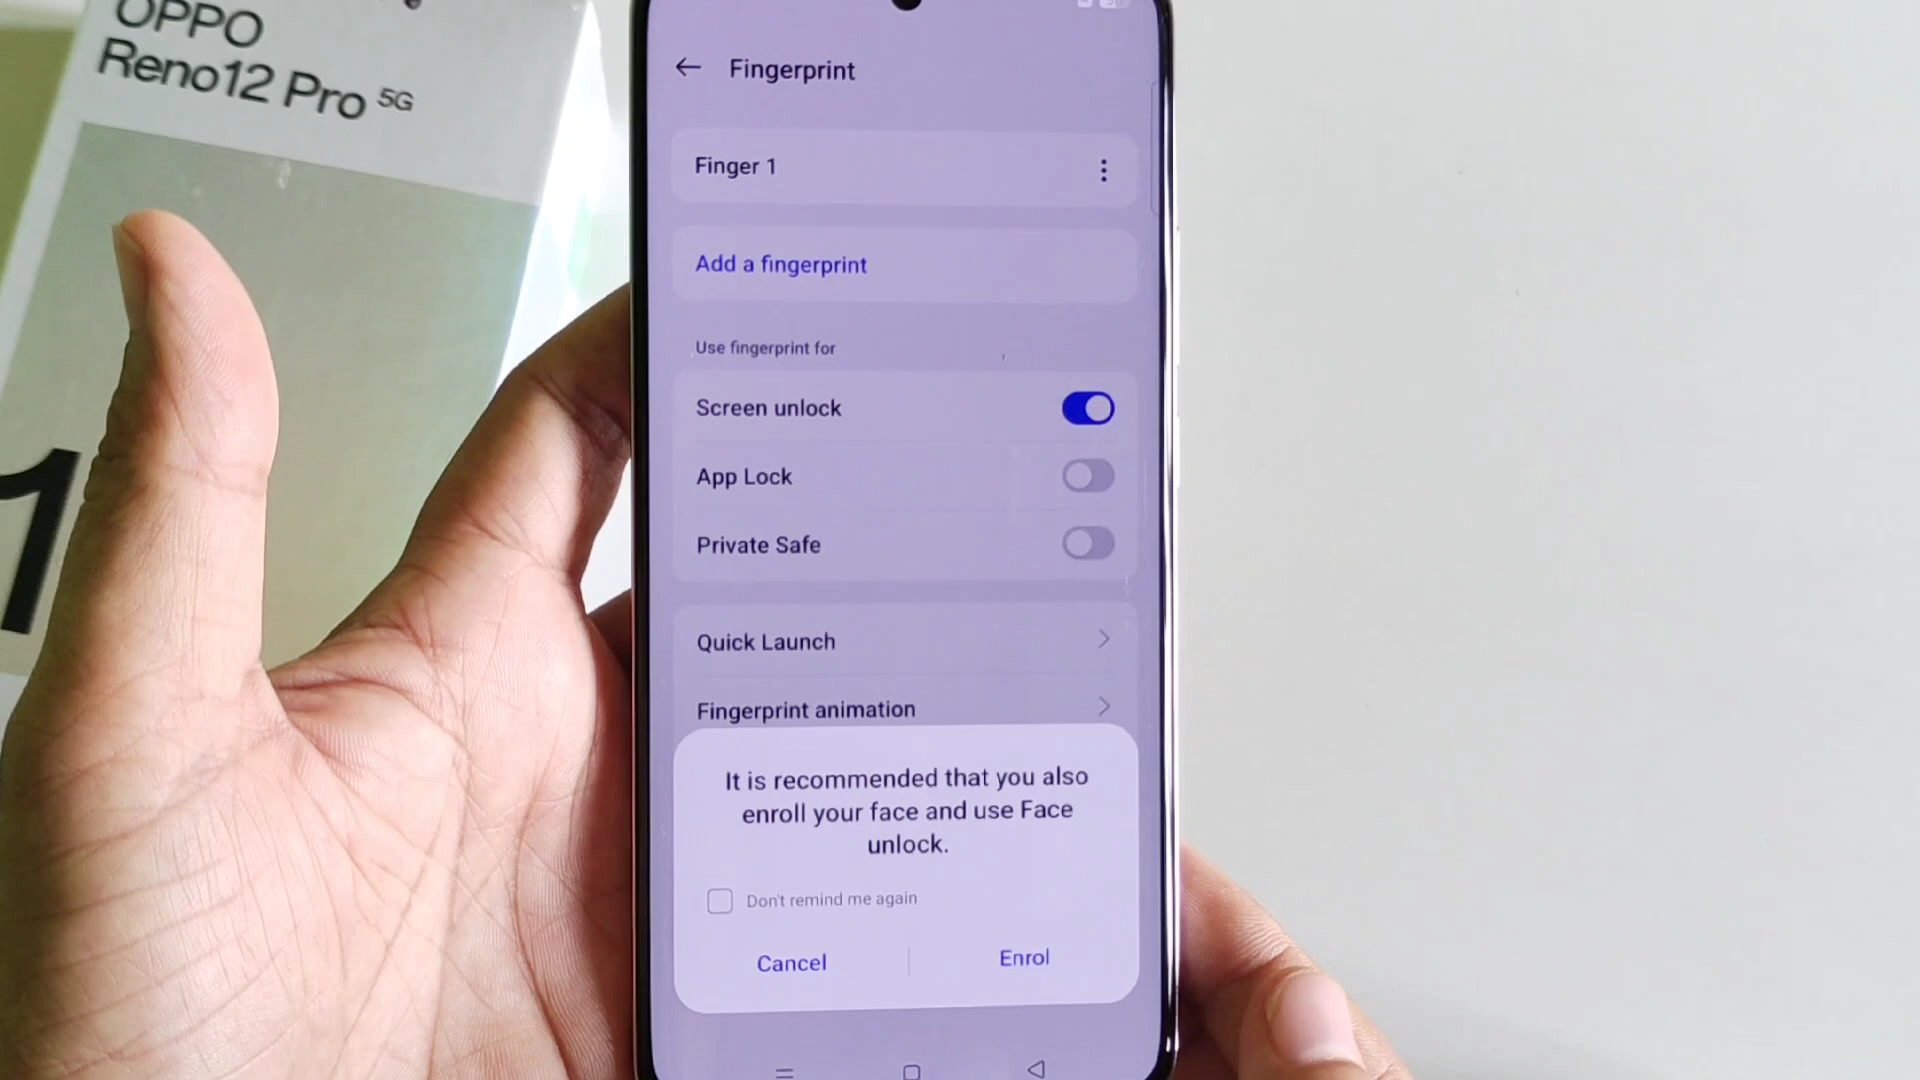 OPPO
Reno12 Pro 5G
1
Fingerprint
Finger 1
Add a fingerprint
Use fingerprint for
Screen unlock
App Lock
Private Safe
Quick Launch
Fingerprint animation
It is recommended that you also
enroll your face and use Face
unlock.
Don't remind me again
Cancel
Enrol